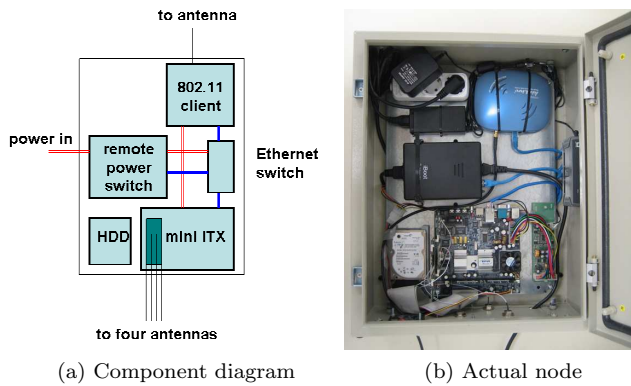 to antenna
802.11
client
power in
remote
power
switch
Ethernet
switch
HDD
mini ITX
to four antennas
(a) Component diagram
(b) Actual node
iBoot